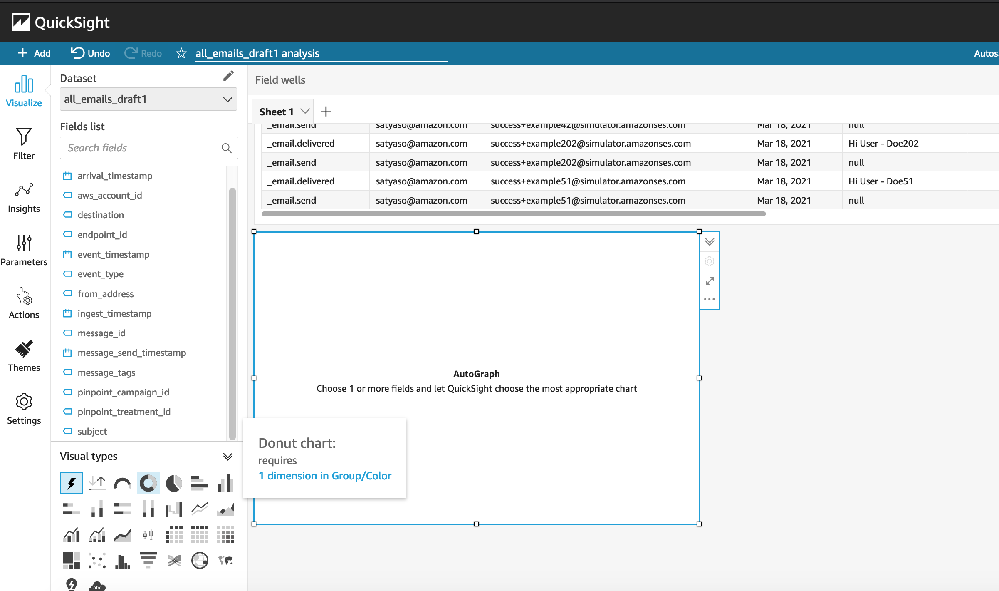 QuickSight
Add Undo Redo all_emails_draft1 analysis
Visualize
Filter
Insights
Parameters
Actions
Themes
Settings
Dataset
all_emails_draft1
Fields list
Search fields
arrival_timestamp
aws_account_id
destination
endpoint_id
event_timestamp
event_type
from_address
ingest_timestamp
message_id
message_send_timestamp
message_tags
pinpoint_campaign_id
pinpoint_treatment_id
subject
Visual types
abc
Field wells
Sheet 1
_email.send satyaso@amazon.com success+example42@simulator.amazonses.com Mar 18, 2021 null
_email.delivered satyaso@amazon.com success+example202@simulator.amazonses.com Mar 18, 2021 Hi User - Doe202
_email.send satyaso@amazon.com success+example202@simulator.amazonses.com Mar 18, 2021 null
_email.delivered satyaso@amazon.com success+example51@simulator.amazonses.com Mar 18, 2021 Hi User - Doe51
_email.send satyaso@amazon.com success+example51@simulator.amazonses.com Mar 18, 2021 null
AutoGraph
Choose 1 or more fields and let QuickSight choose the most appropriate chart
Donut chart:
requires
1 dimension in Group/Color